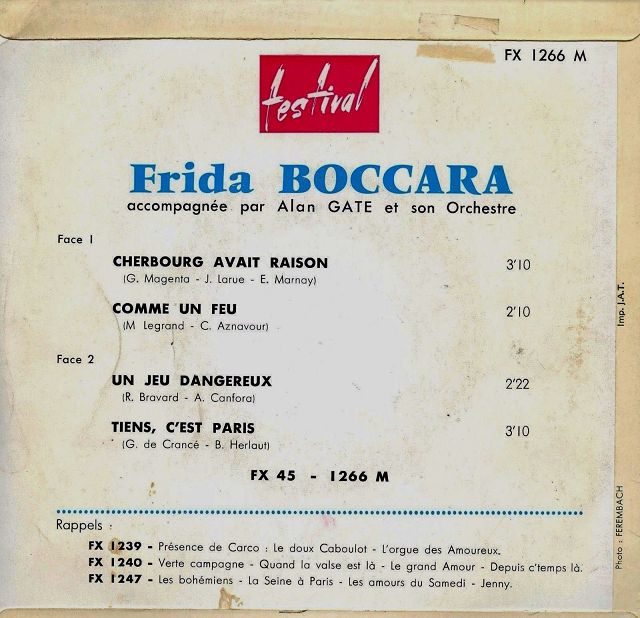 FX 1266 M
festival
Frida BOCCARA
accompagnée par Alan GATE et son Orchestre
Face 1
CHERBOURG AVAIT RAISON 3'10
(G. Magenta - J. Larue - E. Marnay)
COMME UN FEU 2'10
(M Legrand - C. Aznavour)
Face 2
UN JEU DANGEREUX 2'22
(R. Bravard - A. Canfora)
TIENS, C'EST PARIS 3'10
(G. de Crancé - B. Herlaut)
FX 45 - 1266 M
Rappels :
FX 1239 - Présence de Carco : Le doux Caboulot - L'orgue des Amoureux.
FX 1240 - Verte campagne - Quand la valse est là - Le grand Amour - Depuis c'temps là.
FX 1247 - Les bohémiens - La Seine à Paris - Les amours du Samedi - Jenny.
Imp. J.A.T.
Photo : FEREMBACH